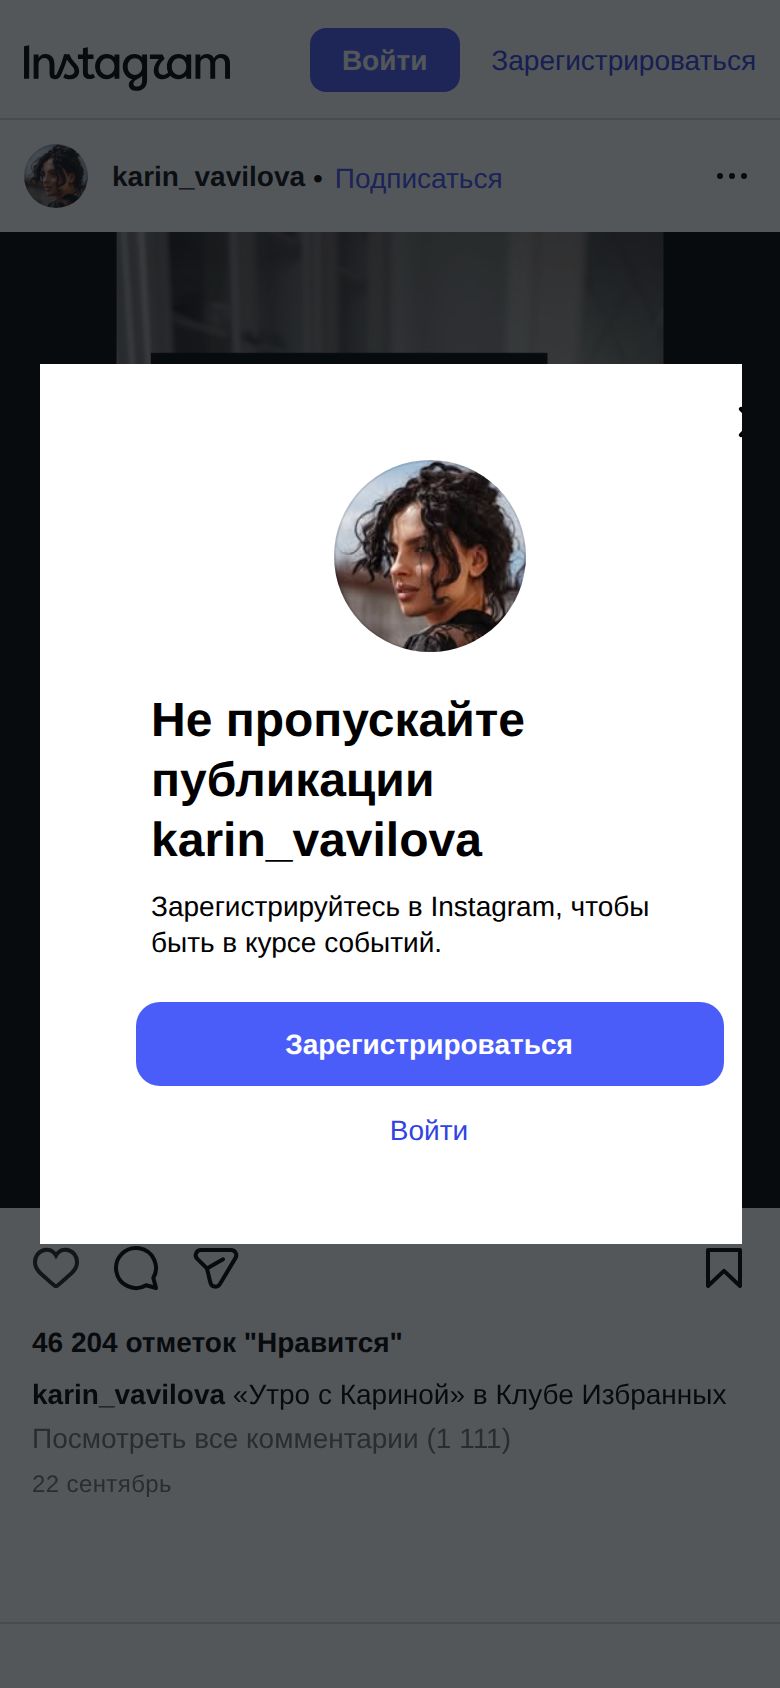 Instagram
Войти
Зарегистрироваться
karin_vavilova • Подписаться
Не пропускайте
публикации
karin_vavilova
Зарегистрируйтесь в Instagram, чтобы
быть в курсе событий.
Зарегистрироваться
Войти
46 204 отметок "Нравится"
karin_vavilova «Утро с Кариной» в Клубе Избранных
Посмотреть все комментарии (1 111)
22 сентябрь